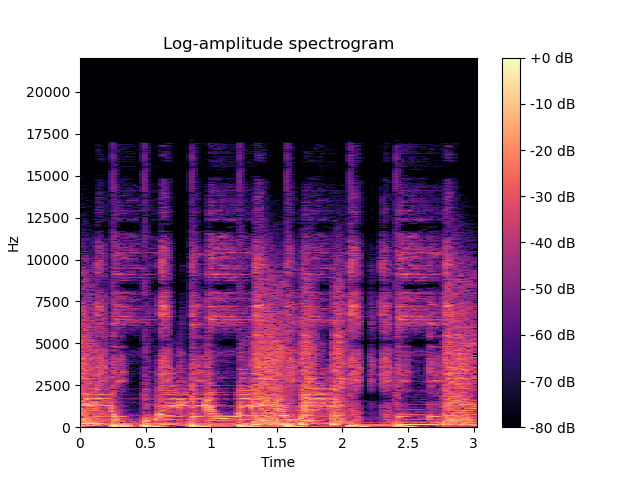 Log-amplitude spectrogram
Hz
20000
17500
15000
12500
10000
7500
5000
2500
0
0 0.5 1 1.5 2 2.5 3
Time
+0 dB
-10 dB
-20 dB
-30 dB
-40 dB
-50 dB
-60 dB
-70 dB
-80 dB